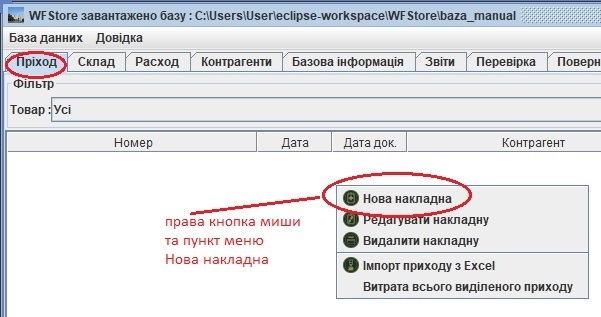 WFStore завантажено базу : C:\Users\User\eclipse-workspace\WFStore\baza_manual
База данних Довідка
Пріход Склад Расход Контрагенти Базова інформація Звіти Перевірка Поверн
Фільтр
Товар : Усі
Номер Дата Дата док. Контрагент
Нова накладна
Редагувати накладну
Видалити накладну
Імпорт приходу з Excel
Витрата всього виділеного приходу
права кнопка миши
та пункт меню
Нова накладна